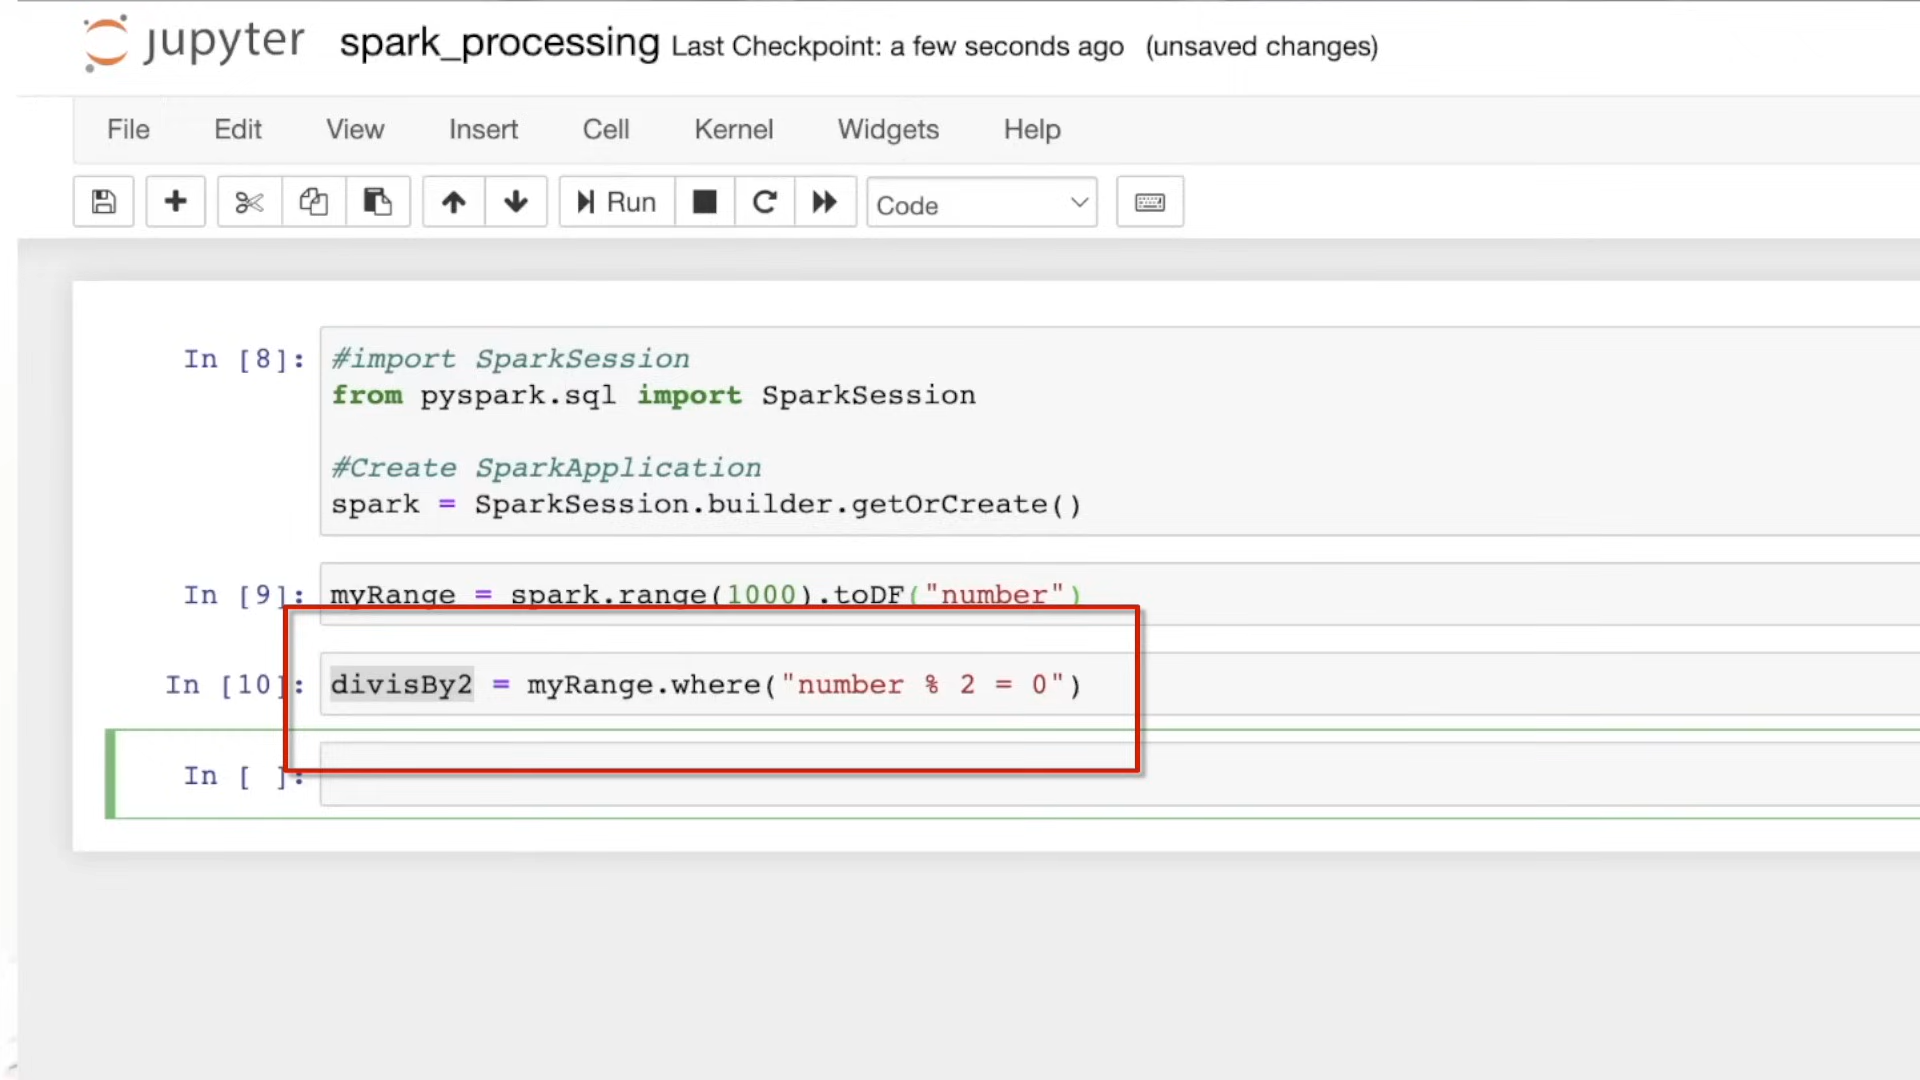 jupyter spark_processing Last Checkpoint: a few seconds ago (unsaved changes)
File Edit View Insert Cell Kernel Widgets Help
Run Code
In [8]: #import SparkSession
from pyspark.sql import SparkSession
#Create SparkApplication
spark = SparkSession.builder.getOrCreate()
In [9]: myRange = spark.range(1000).toDF("number")
In [10]: divisBy2 = myRange.where("number % 2 = 0")
In [ ]: